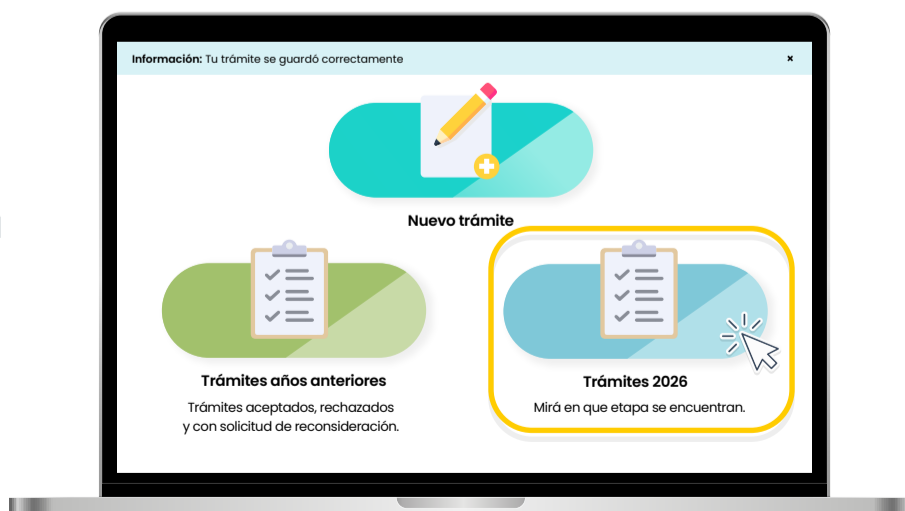 Información: Tu trámite se guardó correctamente
Nuevo trámite
Trámites años anteriores
Trámites aceptados, rechazados
y con solicitud de reconsideración.
Trámites 2026
Mirá en que etapa se encuentran.